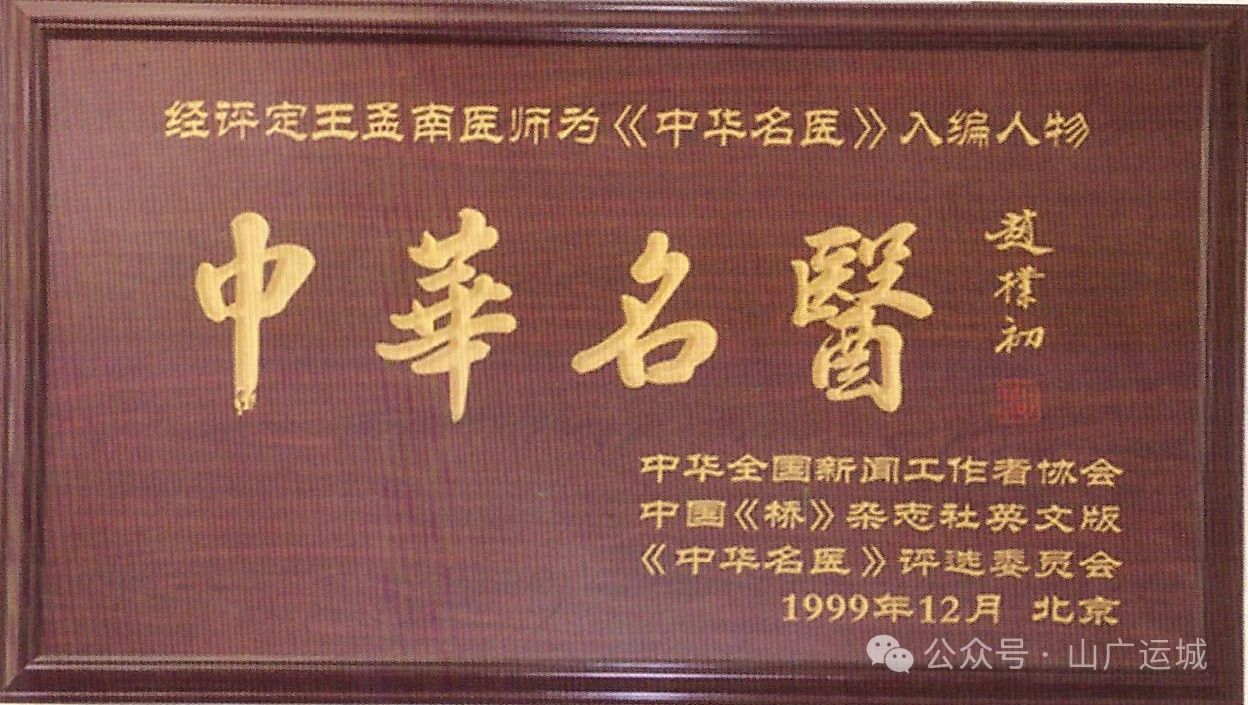 经评定王孟南医师为《中华名医》入编人物
中華名醫
趙樸初
中华全国新闻工作者协会
中国《桥》杂志社英文版
《中华名医》评选委员会
1999年12月 北京
公众号·山广运城